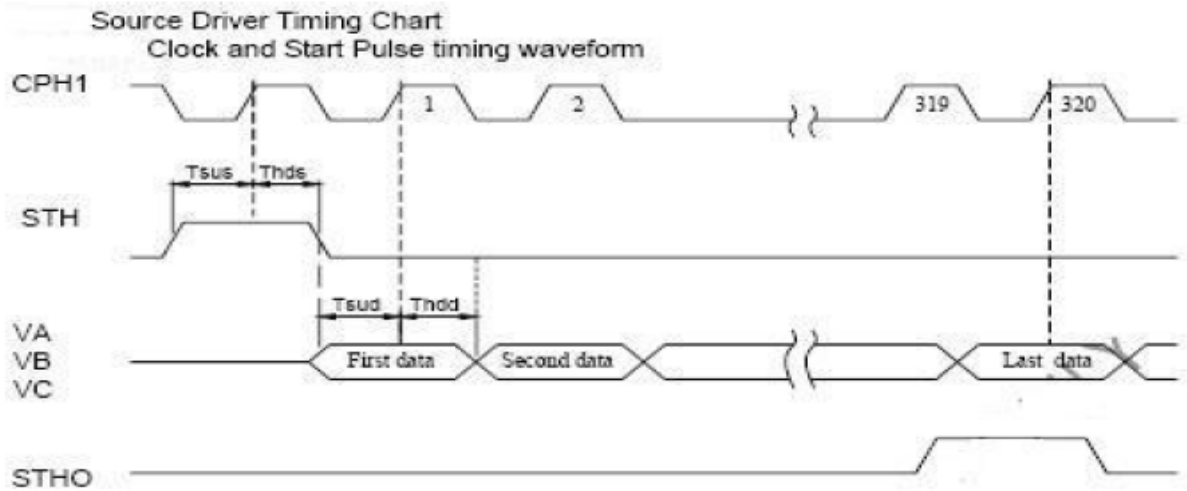 Source Driver Timing Chart
Clock and Start Pulse timing waveform
CPH1
1
2
319
320
Tsus
Thds
STH
Tsud
Thdd
VA
VB
First data
Second data
Last data
VC
STHO